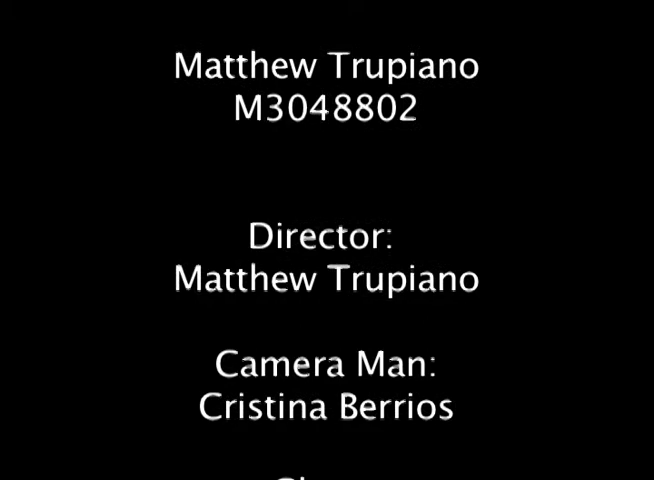 Matthew Trupiano
M3048802
Director:
Matthew Trupiano
Camera Man:
Cristina Berrios